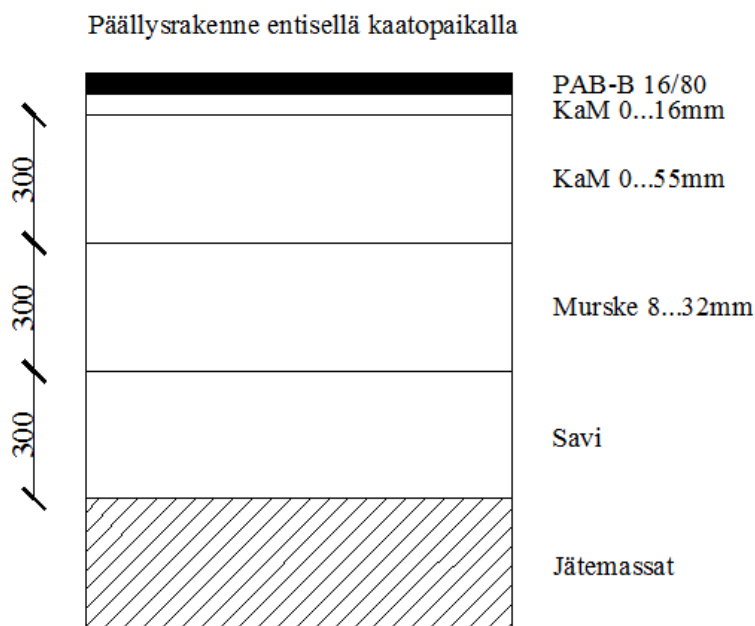 Päällysrakenne entisellä kaatopaikalla
PAB-B 16/80
KaM 0...16mm
300
KaM 0...55mm
300
Murske 8...32mm
300
Savi
Jätemassat